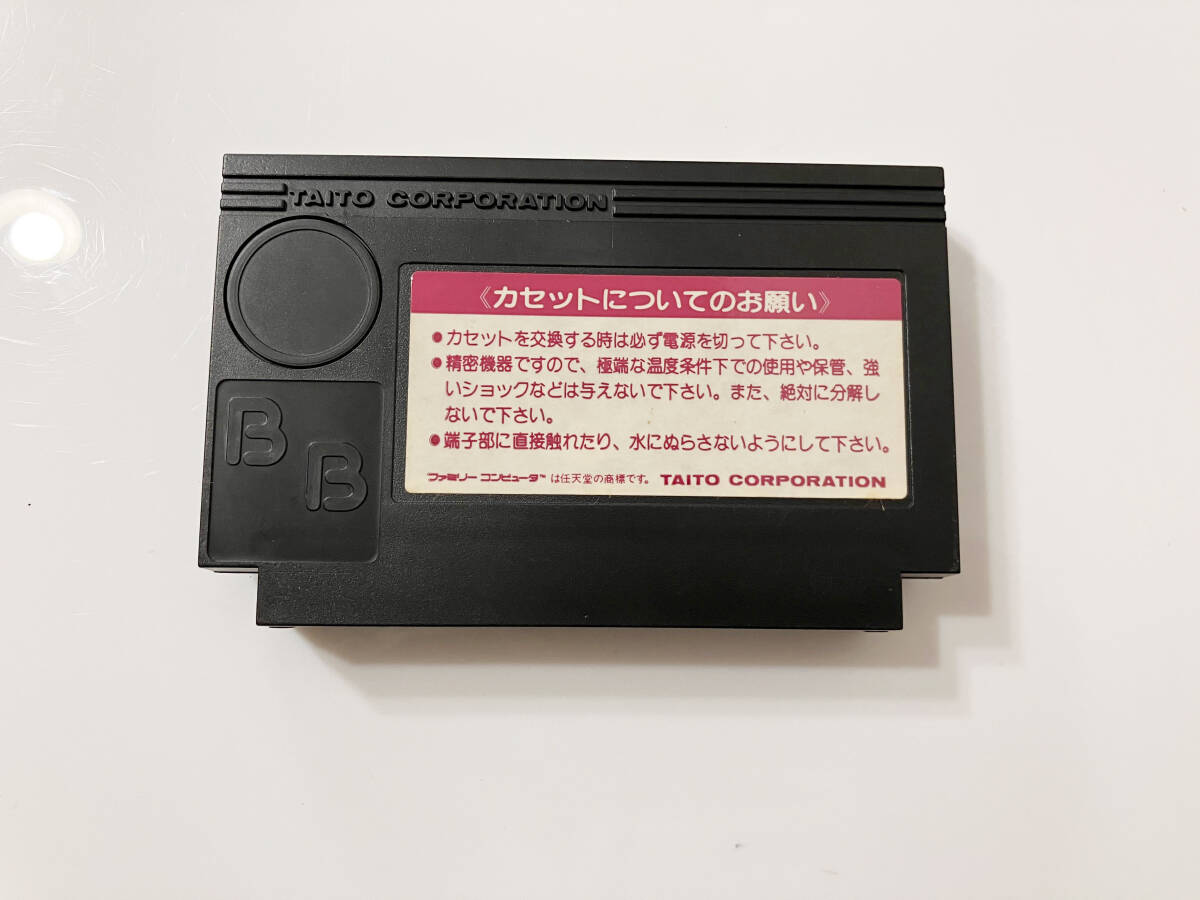 TAITO CORPORATION
《カセットについてのお願い》
●カセットを交換する時は必ず電源を切って下さい。
●精密機器ですので、極端な温度条件下での使用や保管、強
いショックなどは与えないで下さい。また、絶対に分解し
ないで下さい。
●端子部に直接触れたり、水にぬらさないようにして下さい。
ファミリーコンピュータ™は任天堂の商標です。 TAITO CORPORATION
B
B